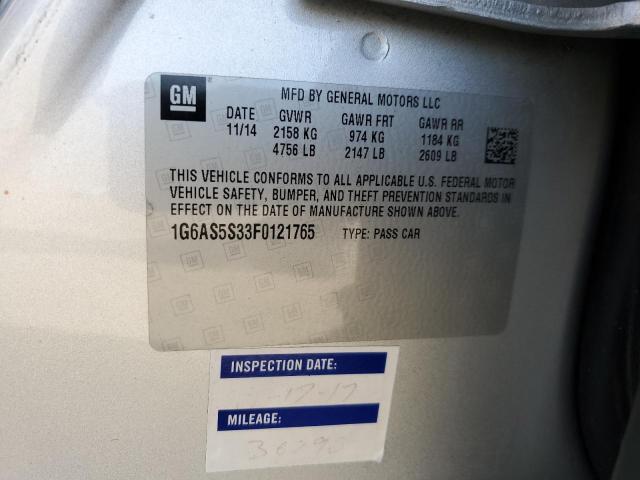 GM
MFD BY GENERAL MOTORS LLC
DATE GVWR GAWR FRT GAWR RR
11/14 2158 KG 974 KG 1184 KG
4756 LB 2147 LB 2609 LB
THIS VEHICLE CONFORMS TO ALL APPLICABLE U.S. FEDERAL MOTOR
VEHICLE SAFETY, BUMPER, AND THEFT PREVENTION STANDARDS
IN EFFECT ON THE DATE OF MANUFACTURE SHOWN ABOVE.
1G6AS5S33F0121765 TYPE: PASS CAR
INSPECTION DATE:
MILEAGE: